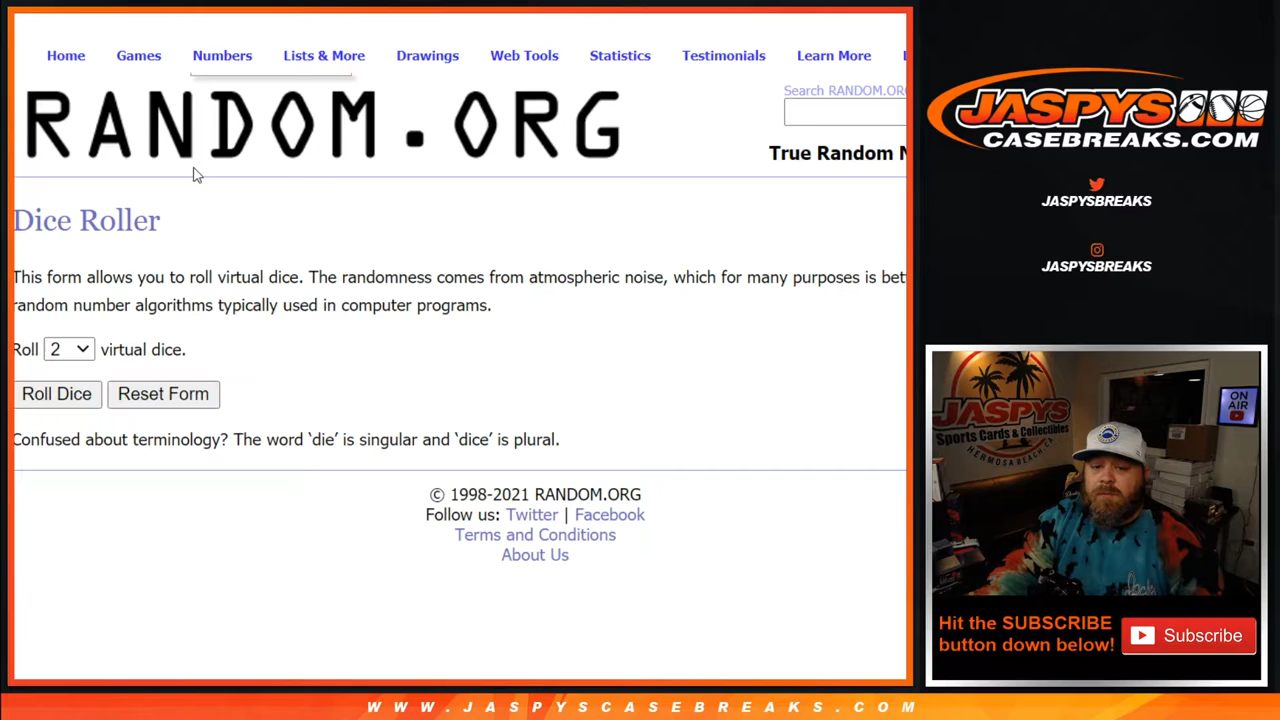 Home Games Numbers Lists & More Drawings Web Tools Statistics Testimonials Learn More
RANDOM.ORG
Search RANDOM.ORG
True Random
Dice Roller
This form allows you to roll virtual dice. The randomness comes from atmospheric noise, which for many purposes is bet
random number algorithms typically used in computer programs.
Roll 2 virtual dice.
Roll Dice Reset Form
Confused about terminology? The word ‘die’ is singular and ‘dice’ is plural.
© 1998-2021 RANDOM.ORG
Follow us: Twitter | Facebook
Terms and Conditions
About Us
JASPYS
CASEBREAKS.COM
JASPYSBREAKS
JASPYSBREAKS
JASPYS
Sports Cards & Collectibles
HERMOSA BEACH, CA
ON
AIR
Hit the SUBSCRIBE
button down below!
Subscribe
WWW.JASPYSCASEBREAKS.COM